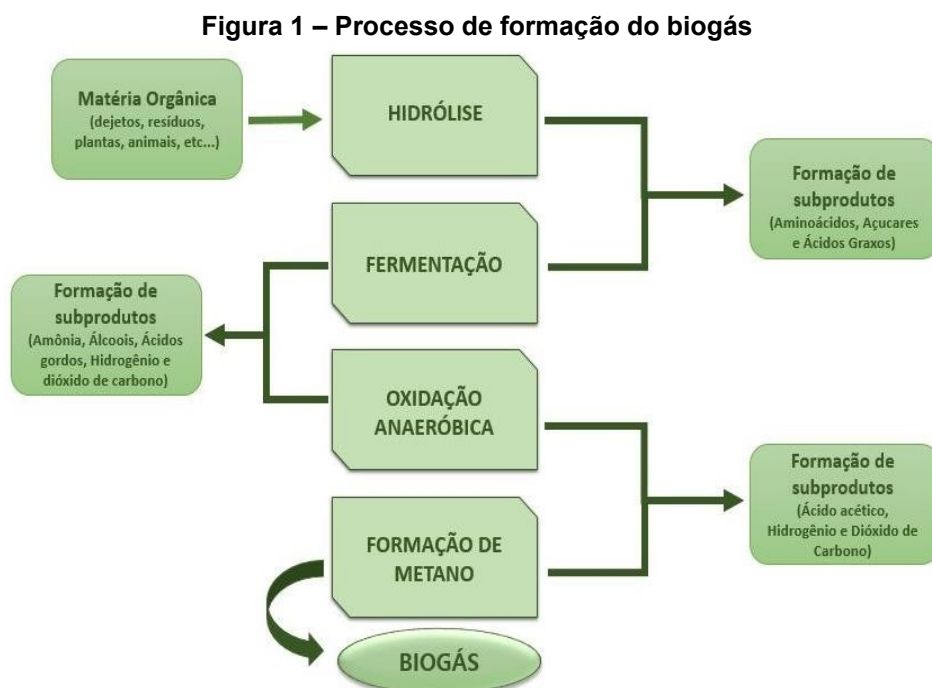 Figura 1 – Processo de formação do biogás
Matéria Orgânica
(dejetos, resíduos,
plantas, animais, etc...)
HIDRÓLISE
Formação de
subprodutos
(Aminoácidos, Açucares
e Ácidos Graxos)
FERMENTAÇÃO
Formação de
subprodutos
(Amônia, Álcoois, Ácidos
gordos, Hidrogênio e
dióxido de carbono)
OXIDAÇÃO
ANAERÓBICA
Formação de
subprodutos
(Ácido acético,
Hidrogênio e Dióxido de
Carbono)
FORMAÇÃO DE
METANO
BIOGÁS